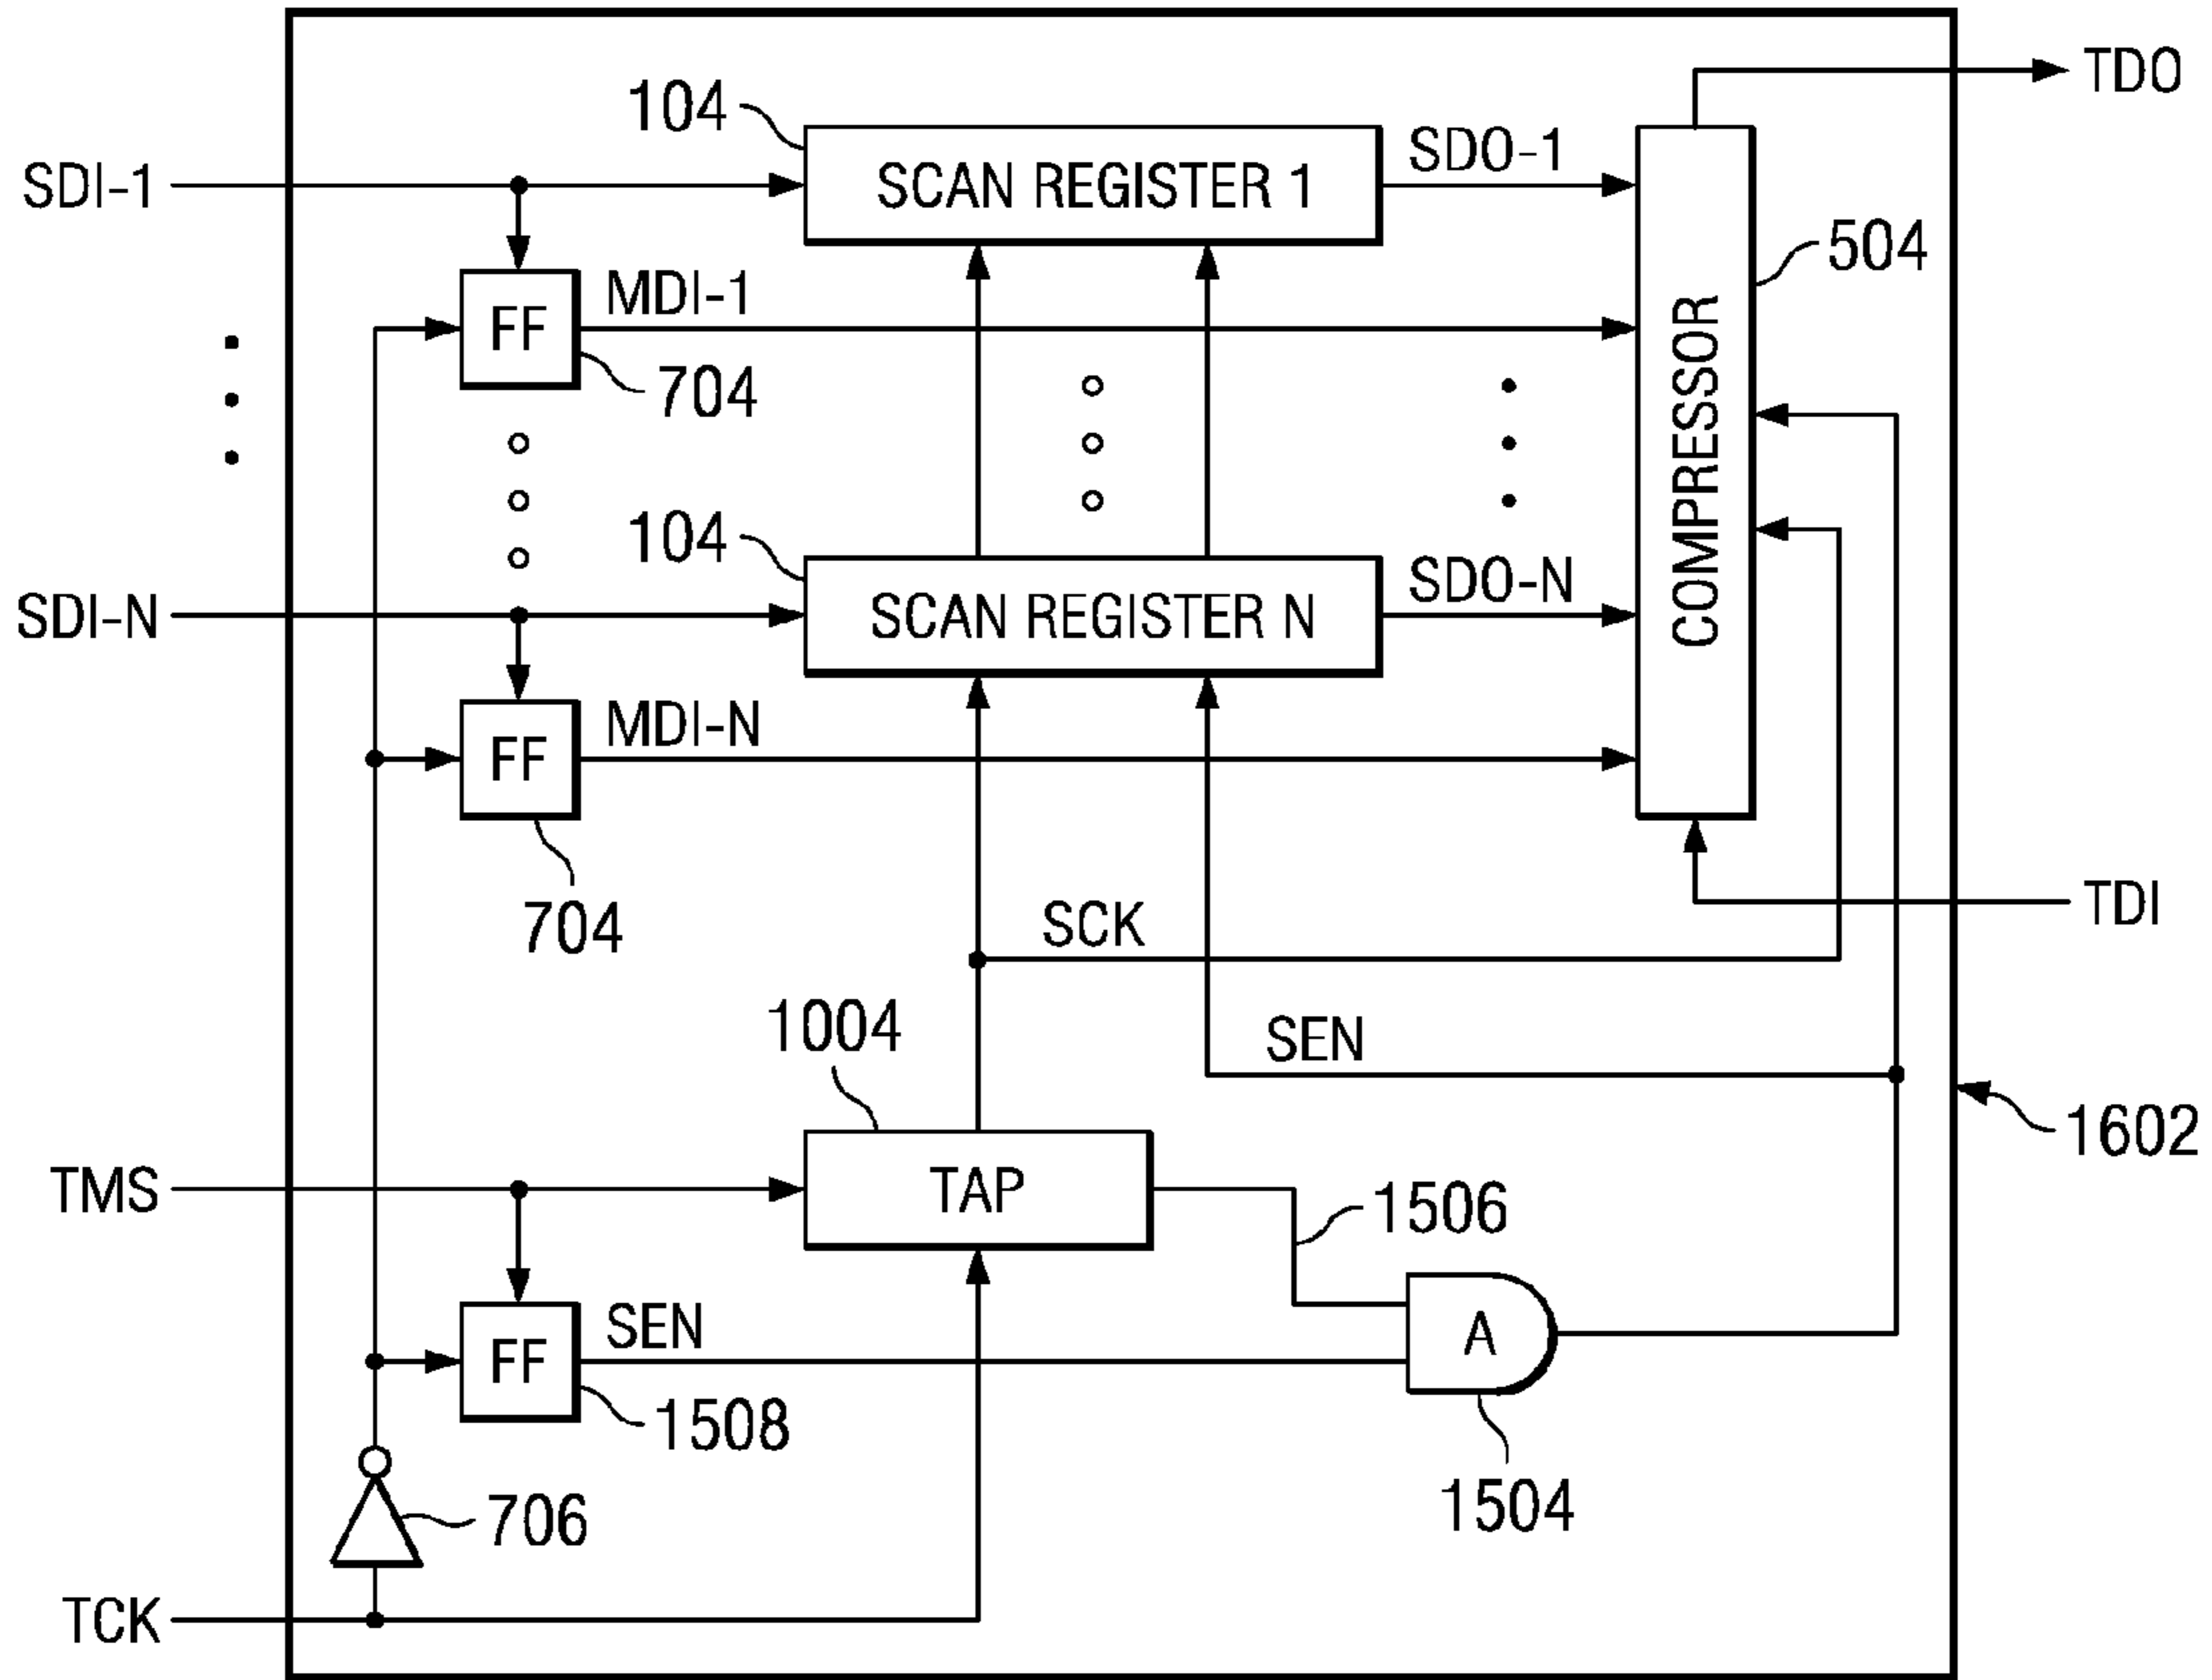 TDO
104
SDI-1
SCAN REGISTER 1
SDO-1
504
FF
MDI-1
704
COMPRESSOR
104
SDI-N
SCAN REGISTER N
SDO-N
FF
MDI-N
704
TDI
SCK
1004
SEN
1602
TMS
TAP
1506
FF
SEN
A
1508
1504
706
TCK